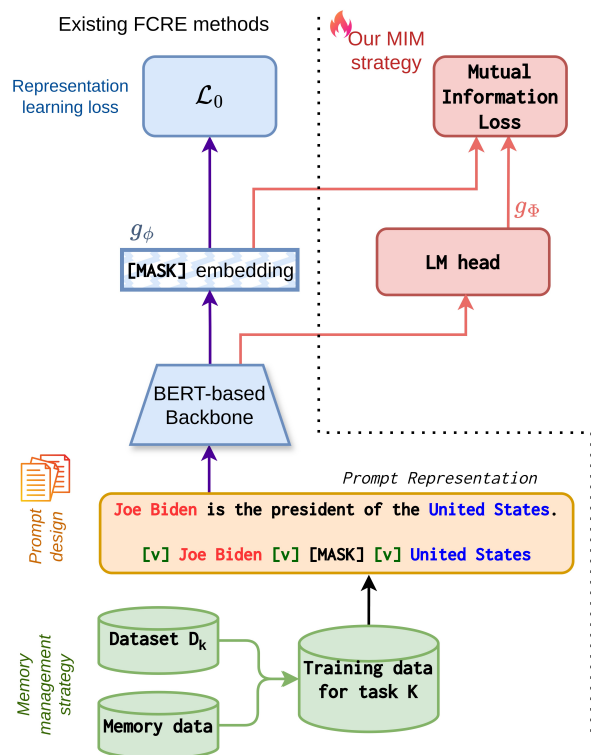 Existing FCRE methods
Our MIM
strategy
Representation
learning loss
ℒ₀
Mutual
Information
Loss
g_ϕ
g_Φ
[MASK] embedding
LM head
BERT-based
Backbone
Prompt Representation
Prompt
design
Joe Biden is the president of the United States.
[v] Joe Biden [v] [MASK] [v] United States
Memory
management
strategy
Dataset Dₖ
Training data
for task K
Memory data